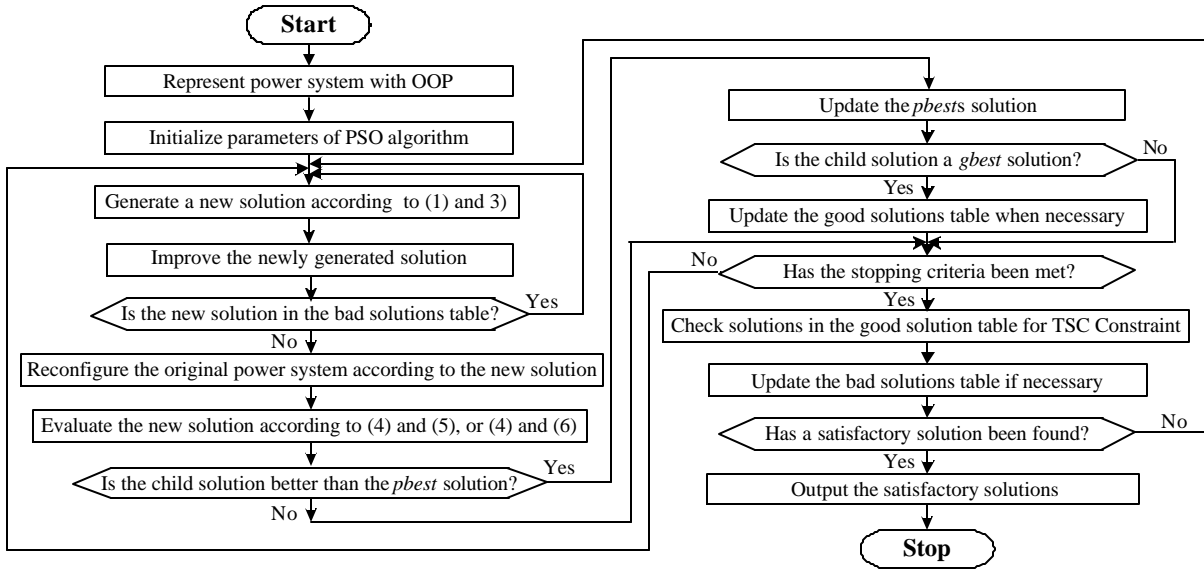 Start
Represent power system with OOP
Initialize parameters of PSO algorithm
Generate a new solution according to (1) and 3)
Improve the newly generated solution
Is the new solution in the bad solutions table?
Yes
No
Reconfigure the original power system according to the new solution
Evaluate the new solution according to (4) and (5), or (4) and (6)
Is the child solution better than the pbest solution?
Yes
No
Update the pbests solution
Is the child solution a gbest solution?
No
Yes
Update the good solutions table when necessary
No
Has the stopping criteria been met?
Yes
Check solutions in the good solution table for TSC Constraint
Update the bad solutions table if necessary
Has a satisfactory solution been found?
No
Yes
Output the satisfactory solutions
Stop